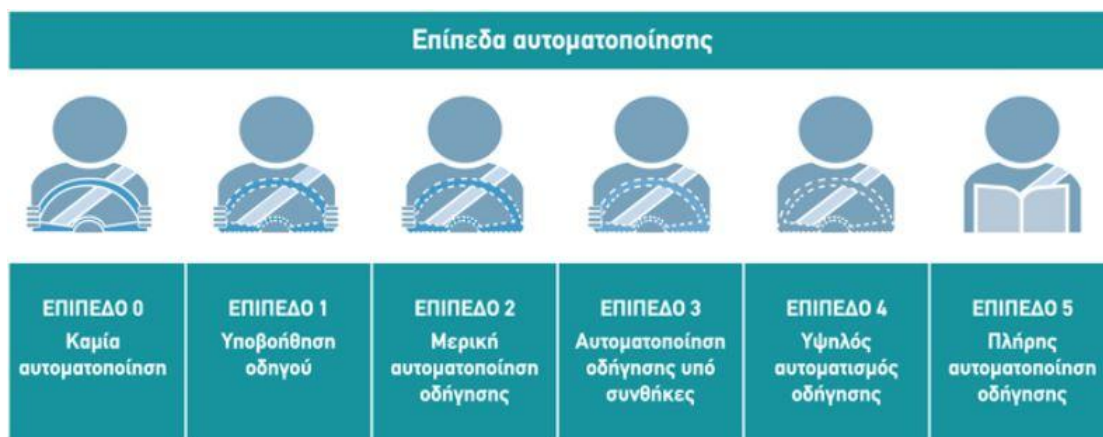 Επίπεδα αυτοματοποίησης
ΕΠΙΠΕΔΟ 0
Καμία
αυτοματοποίηση
ΕΠΙΠΕΔΟ 1
Υποβοήθηση
οδηγού
ΕΠΙΠΕΔΟ 2
Μερική
αυτοματοποίηση
οδήγησης
ΕΠΙΠΕΔΟ 3
Αυτοματοποίηση
οδήγησης υπό
συνθήκες
ΕΠΙΠΕΔΟ 4
Υψηλός
αυτοματισμός
οδήγησης
ΕΠΙΠΕΔΟ 5
Πλήρης
αυτοματοποίηση
οδήγησης